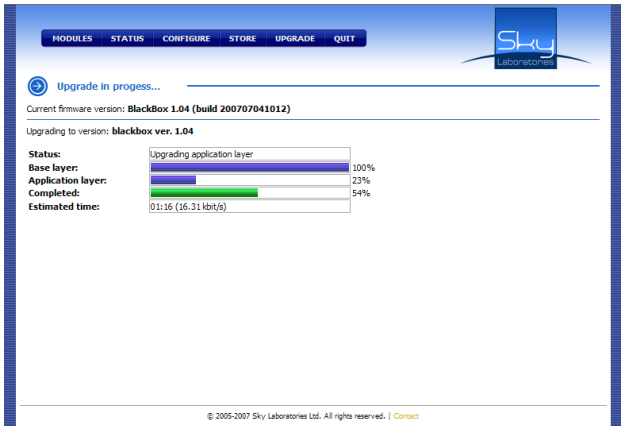 MODULES STATUS CONFIGURE STORE UPGRADE QUIT
Sky
Laboratories
Upgrade in progess...
Current firmware version: BlackBox 1.04 (build 200707041012)
Upgrading to version: blackbox ver. 1.04
Status: Upgrading application layer
Base layer: 100%
Application layer: 23%
Completed: 54%
Estimated time: 01:16 (16.31 kbit/s)
© 2005-2007 Sky Laboratories Ltd. All rights reserved. | Contact